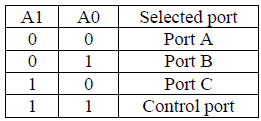 A1 A0 Selected port
0 0 Port A
0 1 Port B
1 0 Port C
1 1 Control port